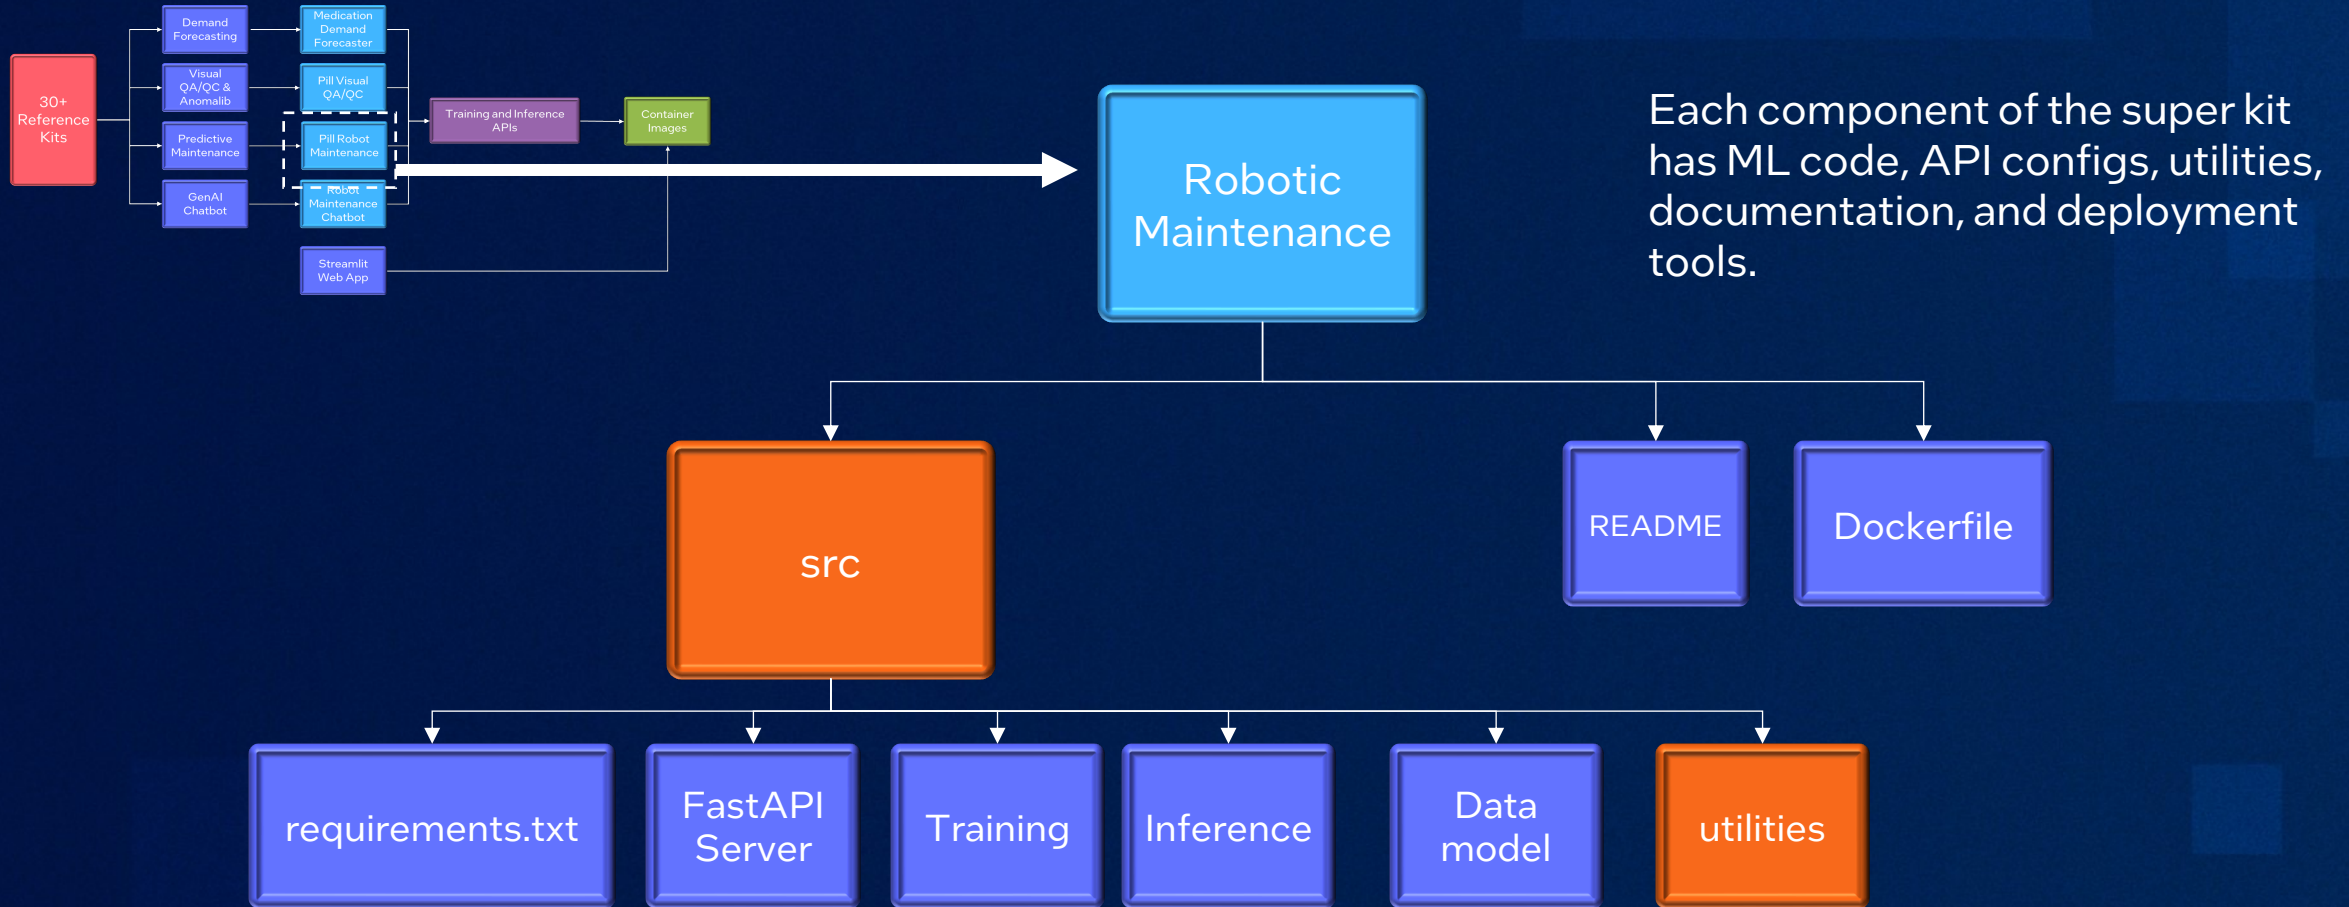 30+
Reference
Kits
Demand
Forecasting
Visual
QA/QC &
Anomalib
Predictive
Maintenance
GenAI
Chatbot
Medication
Demand
Forecaster
Pill Visual
QA/QC
Pill Robot
Maintenance
Robot
Maintenance
Chatbot
Streamlit
Web App
Training and Inference
APIs
Container
Images
Robotic
Maintenance
Each component of the super kit
has ML code, API configs, utilities,
documentation, and deployment
tools.
src
README
Dockerfile
requirements.txt
FastAPI
Server
Training
Inference
Data
model
utilities